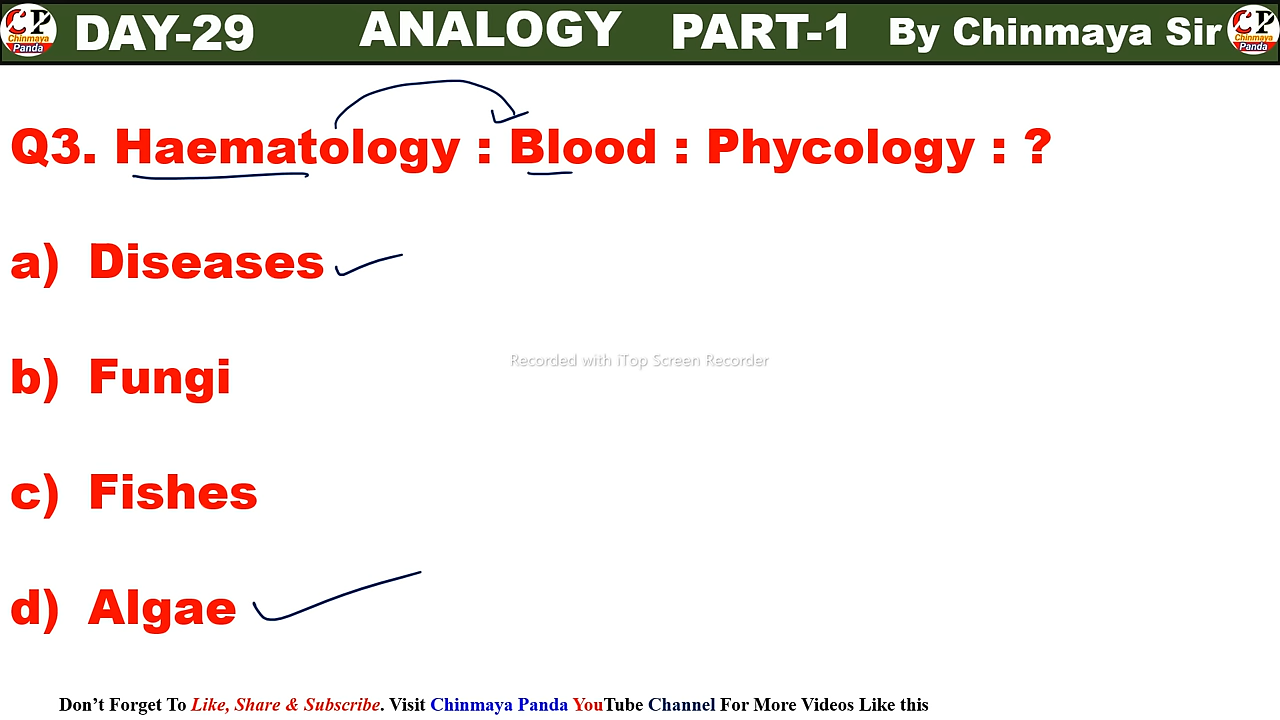 CP Chinmaya Panda DAY-29 ANALOGY PART-1 By Chinmaya Sir CP Chinmaya Panda
Q3. Haematology : Blood : Phycology : ?
a) Diseases
Recorded with iTop Screen Recorder
b) Fungi
c) Fishes
d) Algae
Don't Forget To Like, Share & Subscribe. Visit Chinmaya Panda YouTube Channel For More Videos Like this